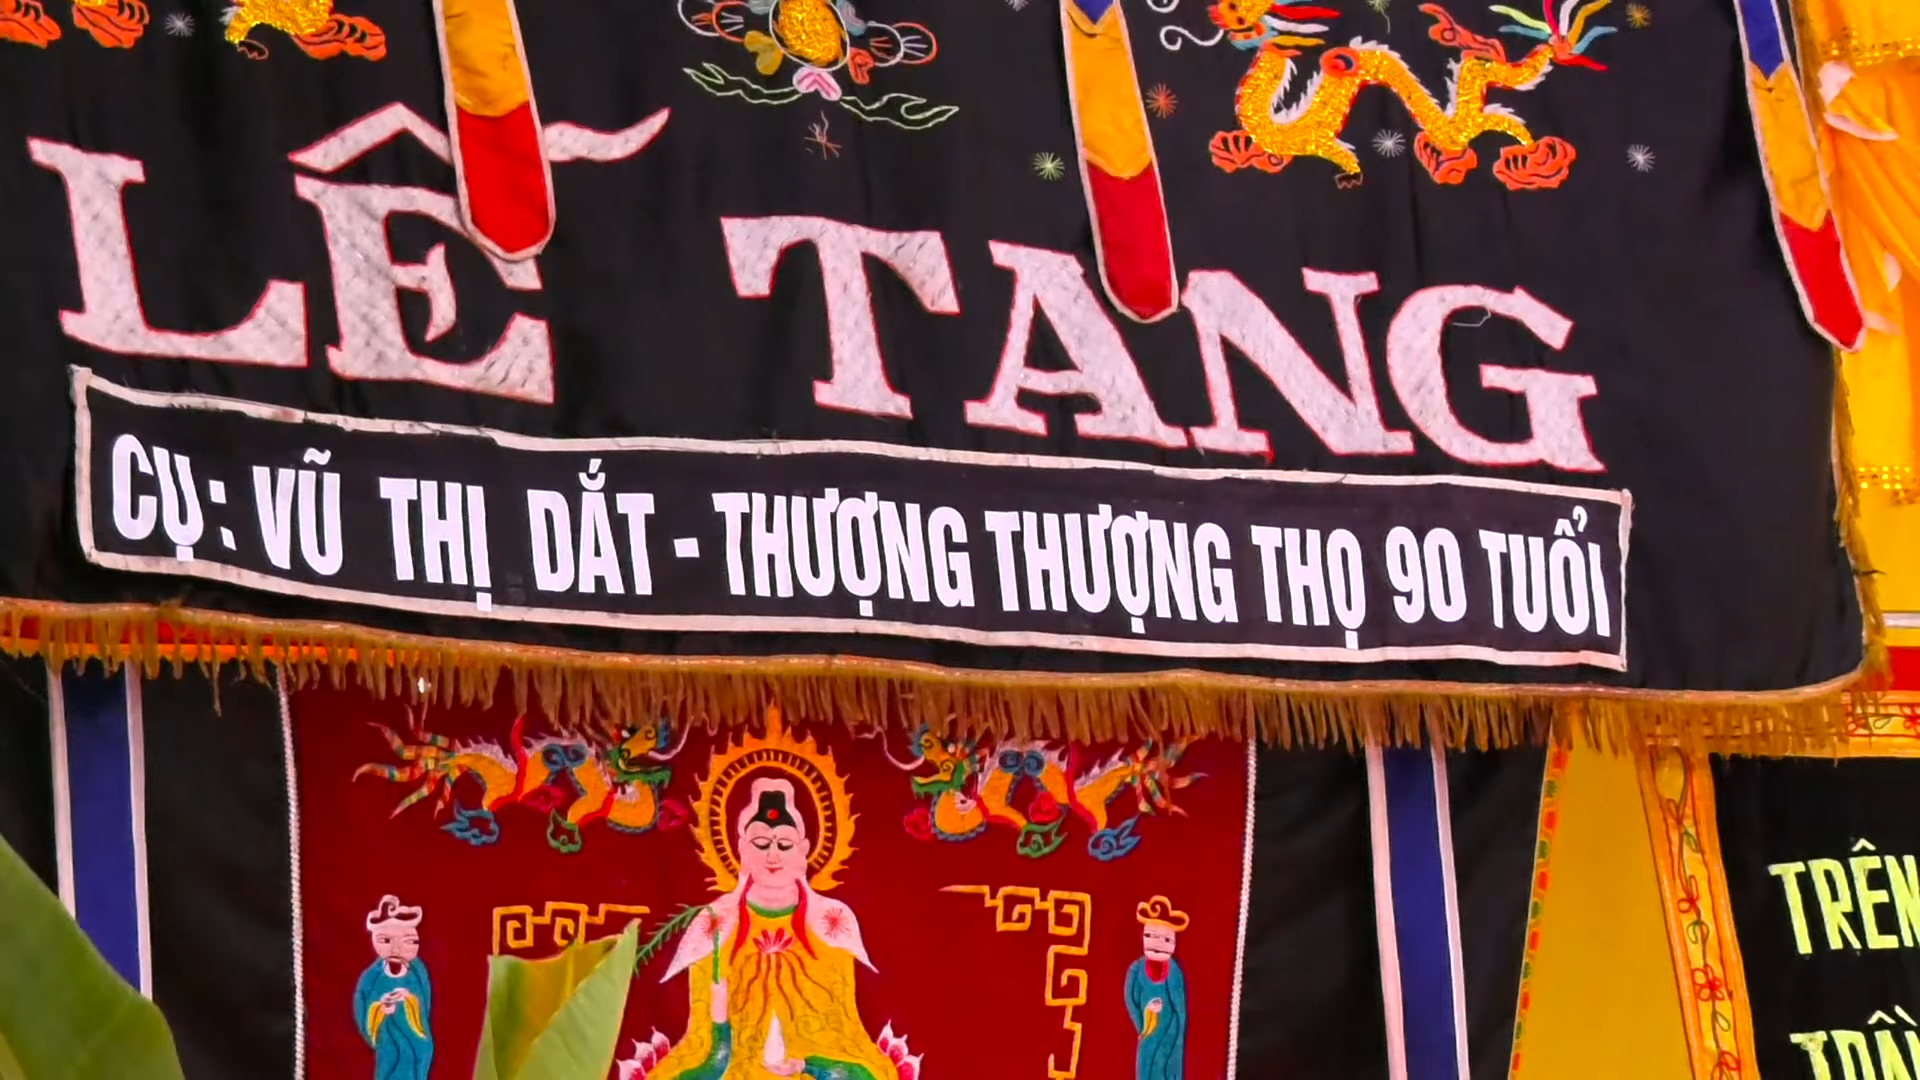 LỄ TANG
CỤ: VŨ THỊ DẮT - THƯỢNG THƯỢNG THỌ 90 TUỔI
TRÊN